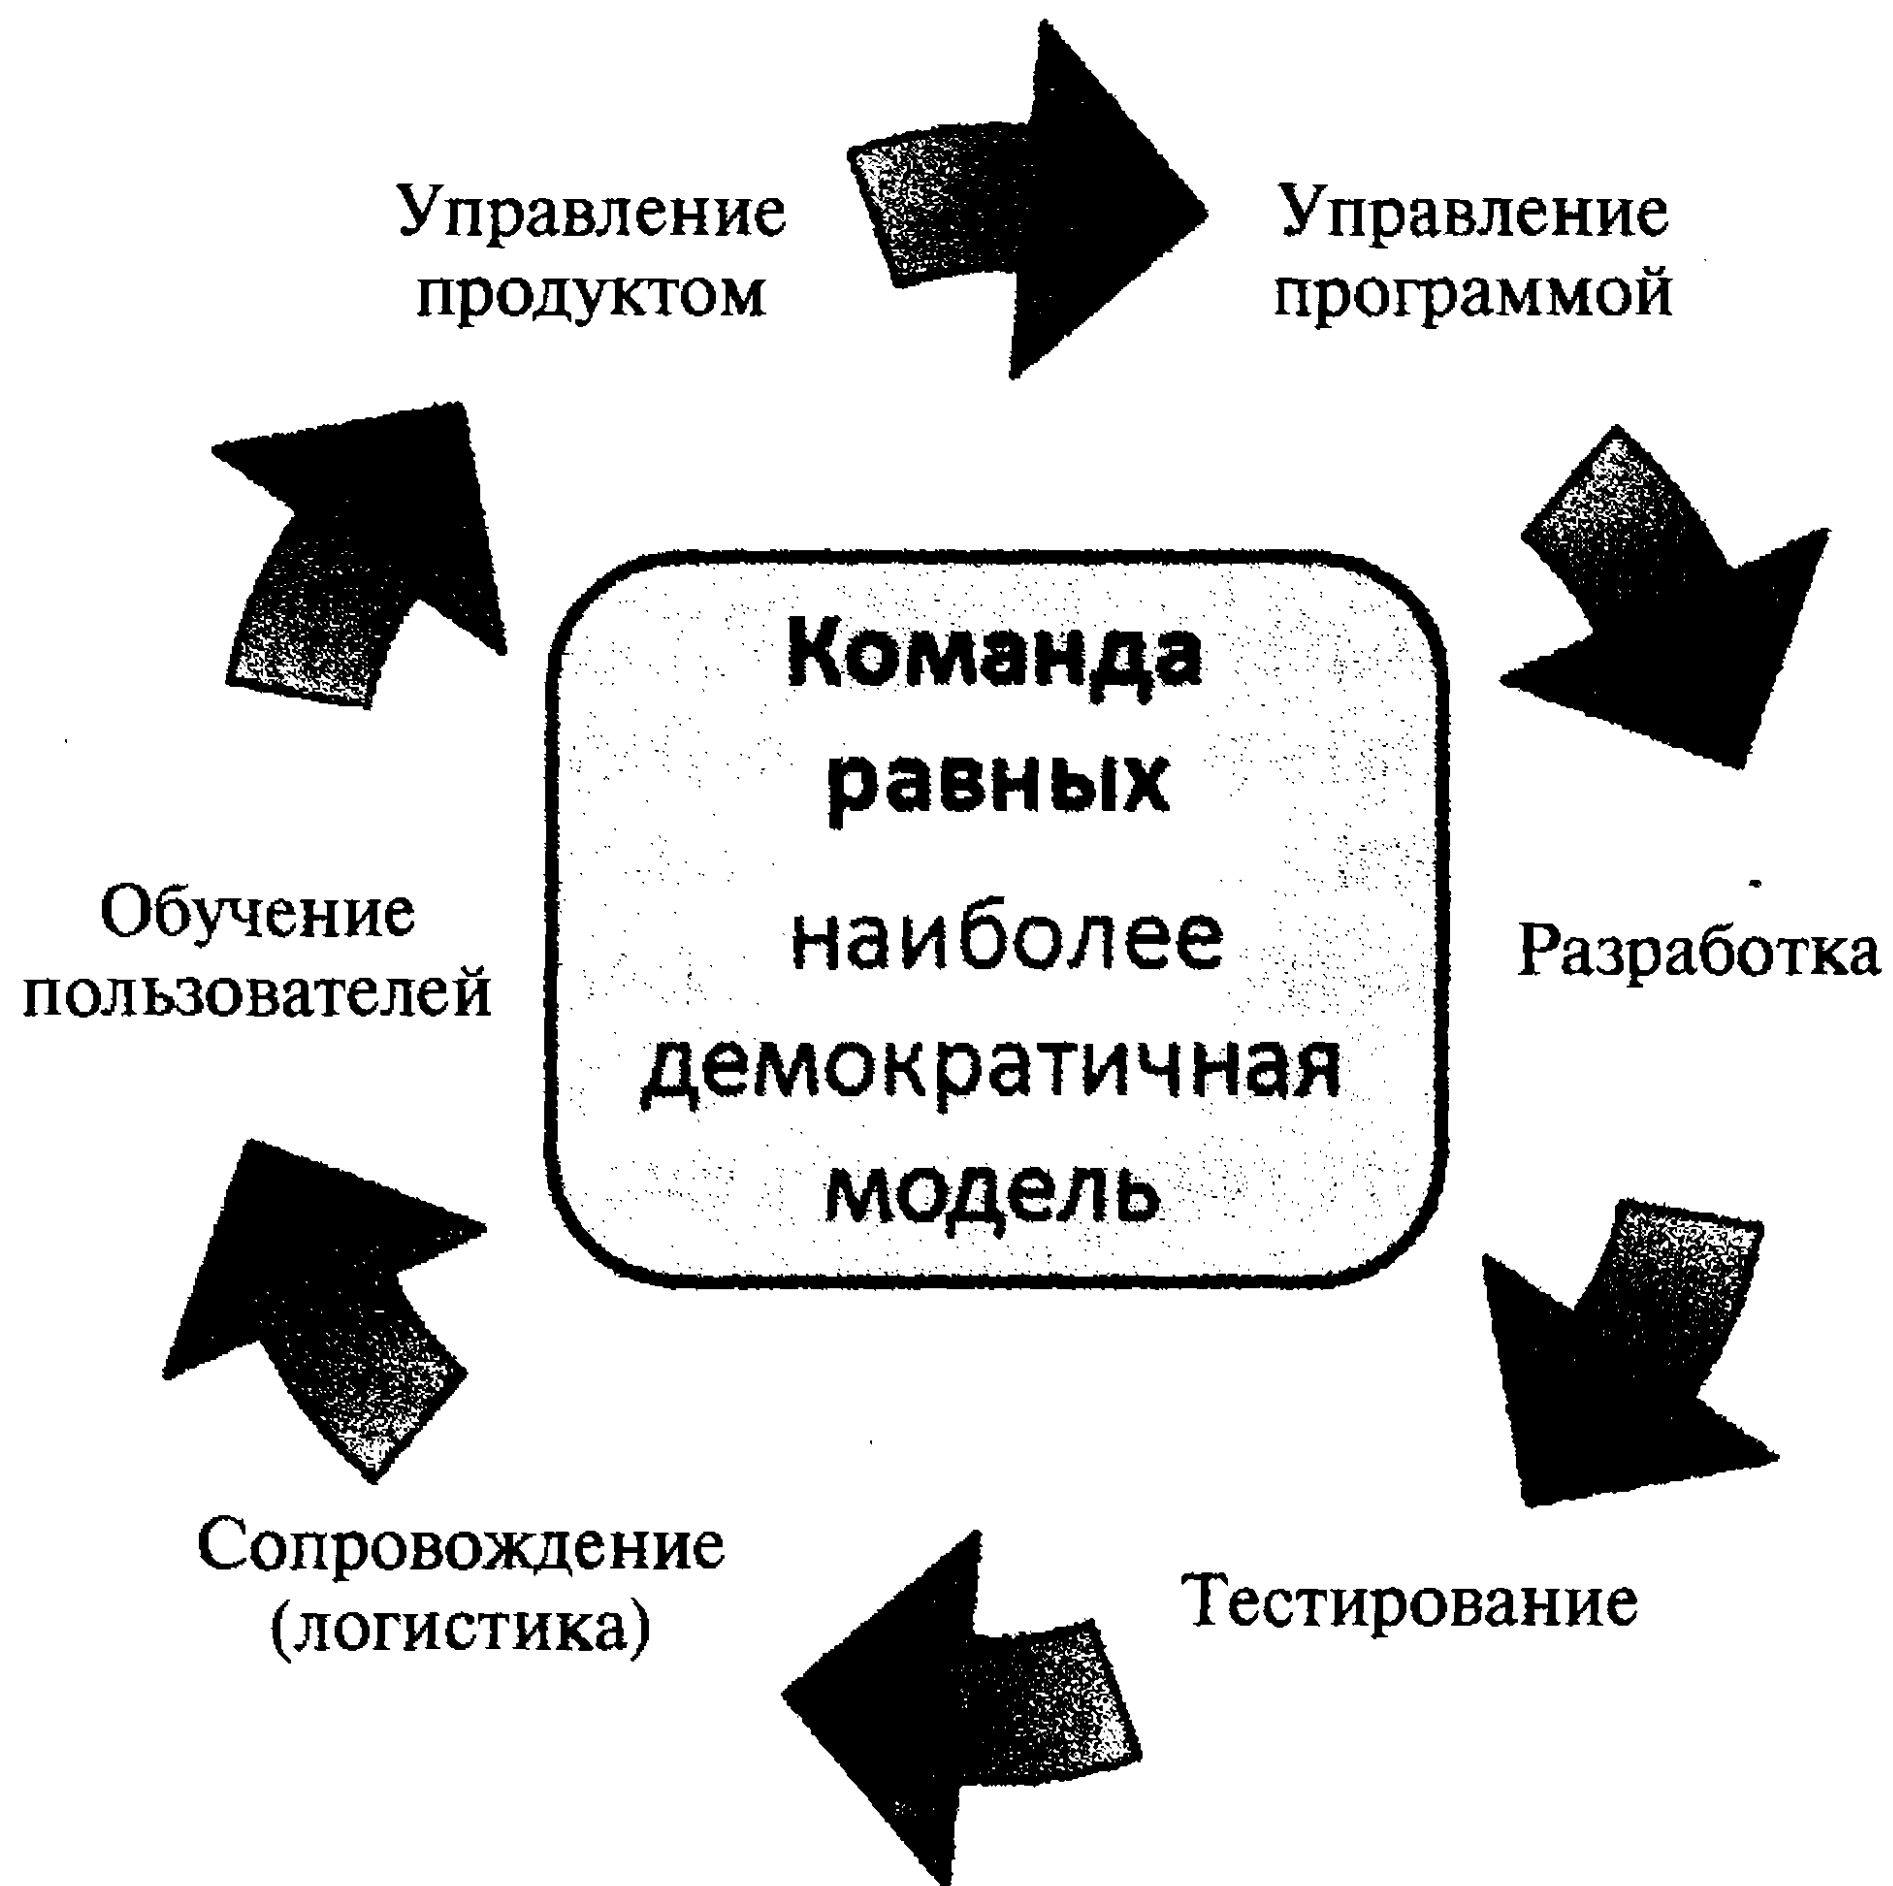 Управление
продуктом
Управление
программой
Команда
равных
наиболее
демократичная
модель
Обучение
пользователей
Разработка
Сопровождение
(логистика)
Тестирование